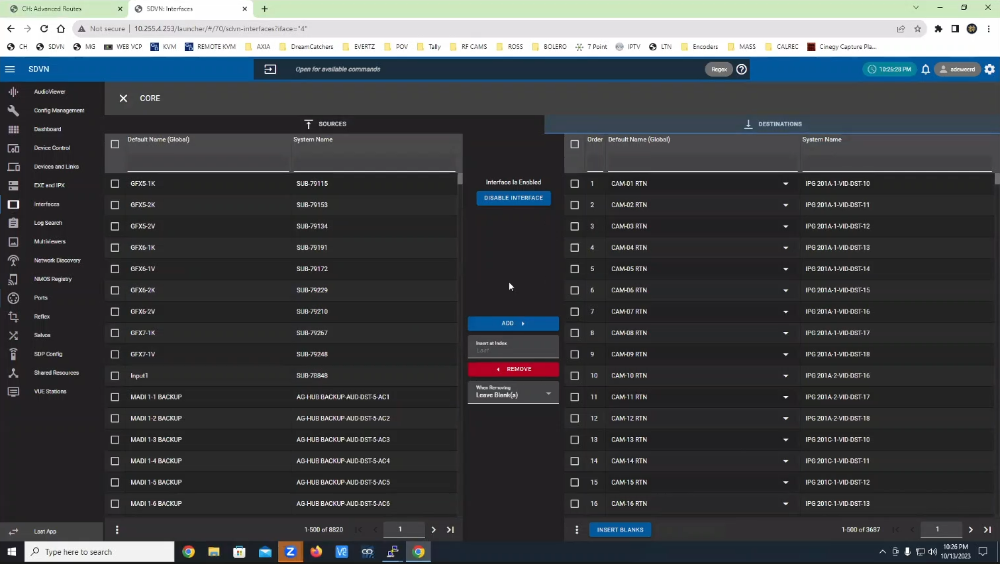 CH: Advanced Routes
SDVN: Interfaces
Not secure
10.255.4.253/launcher/#/70/sdvn-interfaces?iface="4"
CH SDVN MG WEB VCP KVM REMOTE KVM AXIA DreamCatchers EVERTZ POV Tally RF CAMS ROSS BOLERO 7 Point IPTV LTN Encoders MASS CALREC Cinegy Capture Pla...
SDVN
Open for available commands
Regex
10:26:28 PM
sdeweerd
AudioViewer
Config Management
Dashboard
Device Control
Devices and Links
EXE and IPX
Interfaces
Log Search
Multiviewers
Network Discovery
NMOS Registry
Ports
Reflex
Salvos
SDP Config
Shared Resources
VUE Stations
Last App
CORE
SOURCES
Default Name (Global) System Name
GFX5-1K SUB-79115
GFX5-2K SUB-79153
GFX5-2V SUB-79134
GFX6-1K SUB-79191
GFX6-1V SUB-79172
GFX6-2K SUB-79229
GFX6-2V SUB-79210
GFX7-1K SUB-79267
GFX7-1V SUB-79248
Input1 SUB-78848
MADI 1-1 BACKUP AG-HUB BACKUP-AUD-DST-5-AC1
MADI 1-2 BACKUP AG-HUB BACKUP-AUD-DST-5-AC2
MADI 1-3 BACKUP AG-HUB BACKUP-AUD-DST-5-AC3
MADI 1-4 BACKUP AG-HUB BACKUP-AUD-DST-5-AC4
MADI 1-5 BACKUP AG-HUB BACKUP-AUD-DST-5-AC5
MADI 1-6 BACKUP AG-HUB BACKUP-AUD-DST-5-AC6
1-500 of 8820
1
Interface Is Enabled
DISABLE INTERFACE
ADD
Insert at Index
Last
REMOVE
When Removing
Leave Blank(s)
DESTINATIONS
Order Default Name (Global) System Name
1 CAM-01 RTN IPG 201A-1-VID-DST-10
2 CAM-02 RTN IPG 201A-1-VID-DST-11
3 CAM-03 RTN IPG 201A-1-VID-DST-12
4 CAM-04 RTN IPG 201A-1-VID-DST-13
5 CAM-05 RTN IPG 201A-1-VID-DST-14
6 CAM-06 RTN IPG 201A-1-VID-DST-15
7 CAM-07 RTN IPG 201A-1-VID-DST-16
8 CAM-08 RTN IPG 201A-1-VID-DST-17
9 CAM-09 RTN IPG 201A-1-VID-DST-18
10 CAM-10 RTN IPG 201A-2-VID-DST-16
11 CAM-11 RTN IPG 201A-2-VID-DST-17
12 CAM-12 RTN IPG 201A-2-VID-DST-18
13 CAM-13 RTN IPG 201C-1-VID-DST-10
14 CAM-14 RTN IPG 201C-1-VID-DST-11
15 CAM-15 RTN IPG 201C-1-VID-DST-12
16 CAM-16 RTN IPG 201C-1-VID-DST-13
INSERT BLANKS
1-500 of 3687
1
Type here to search
10:26 PM
10/13/2023